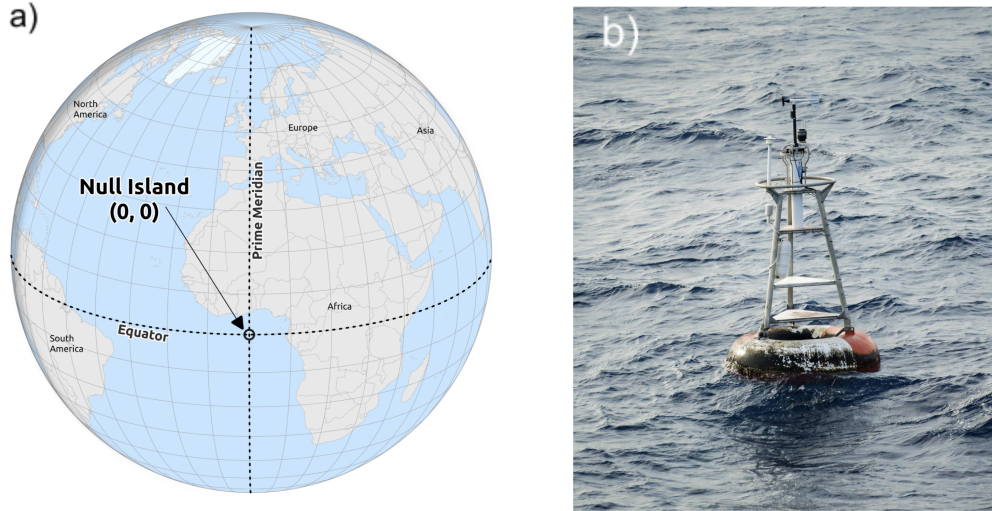 a)
North
America
Europe
Asia
Null Island
(0, 0)
Prime Meridian
Africa
Equator
South
America
b)